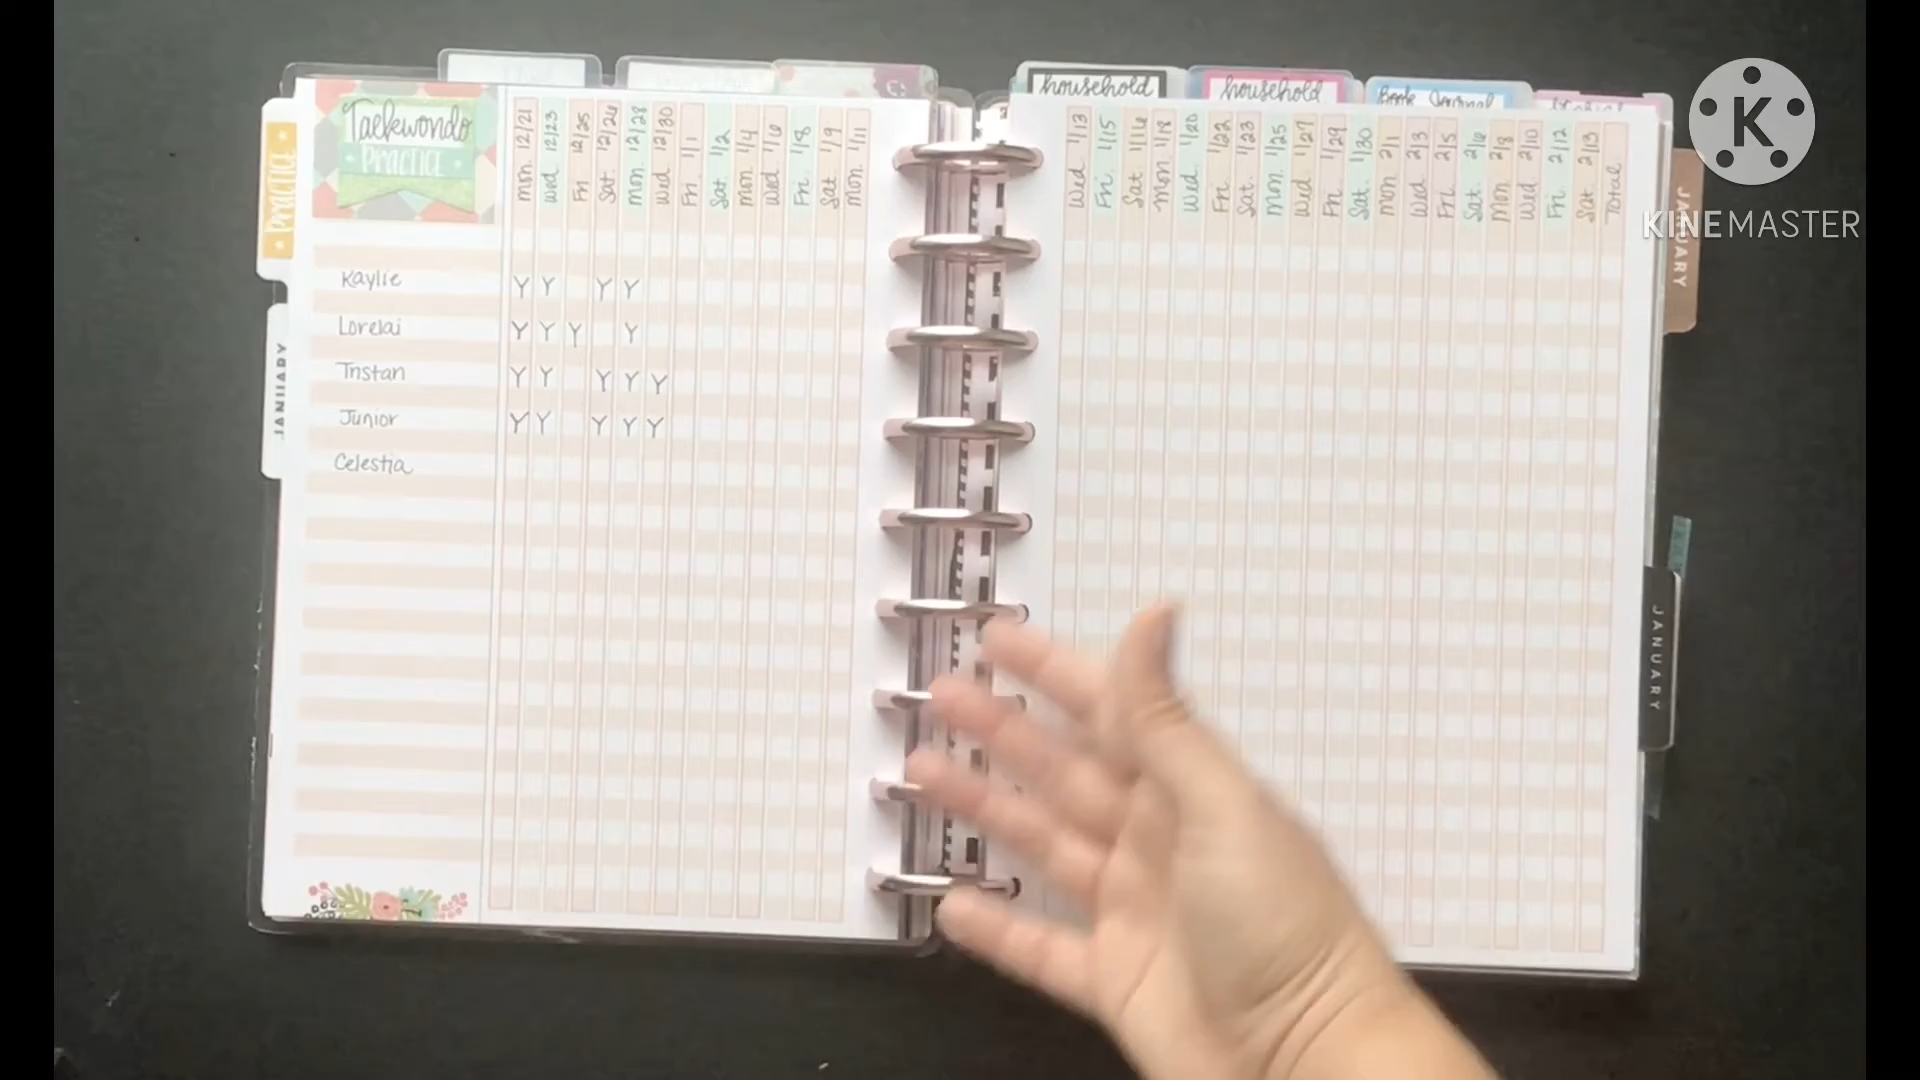 household
household
Book Journal
Taekwondo
PRACTICE
PRACTICE
Mon. 12/21
Wed 12/23
Fri 12/25
Sat. 12/26
Mon. 12/28
Wed. 12/30
Fri. 1/1
Sat. 1/2
Mon. 1/4
Wed. 1/6
Fri. 1/8
Sat 1/9
Mon. 1/11
Wed 1/13
Fri. 1/15
Sat 1/16
Mon 1/18
Wed. 1/20
Fri 1/22
Sat. 1/23
Mon. 1/25
Wed. 1/27
Fri. 1/29
Sat. 1/30
Mon 2/1
Wed 2/3
Fri. 2/5
Sat. 2/6
Mon 2/8
Wed. 2/10
Fri 2/12
Sat 2/13
Total
K
KINEMASTER
JANUARY
Kaylie Y Y Y Y
Lorelai Y Y Y Y
Tristan Y Y Y Y Y
Junior Y Y Y Y Y
Celestia
JANUARY
JANUARY